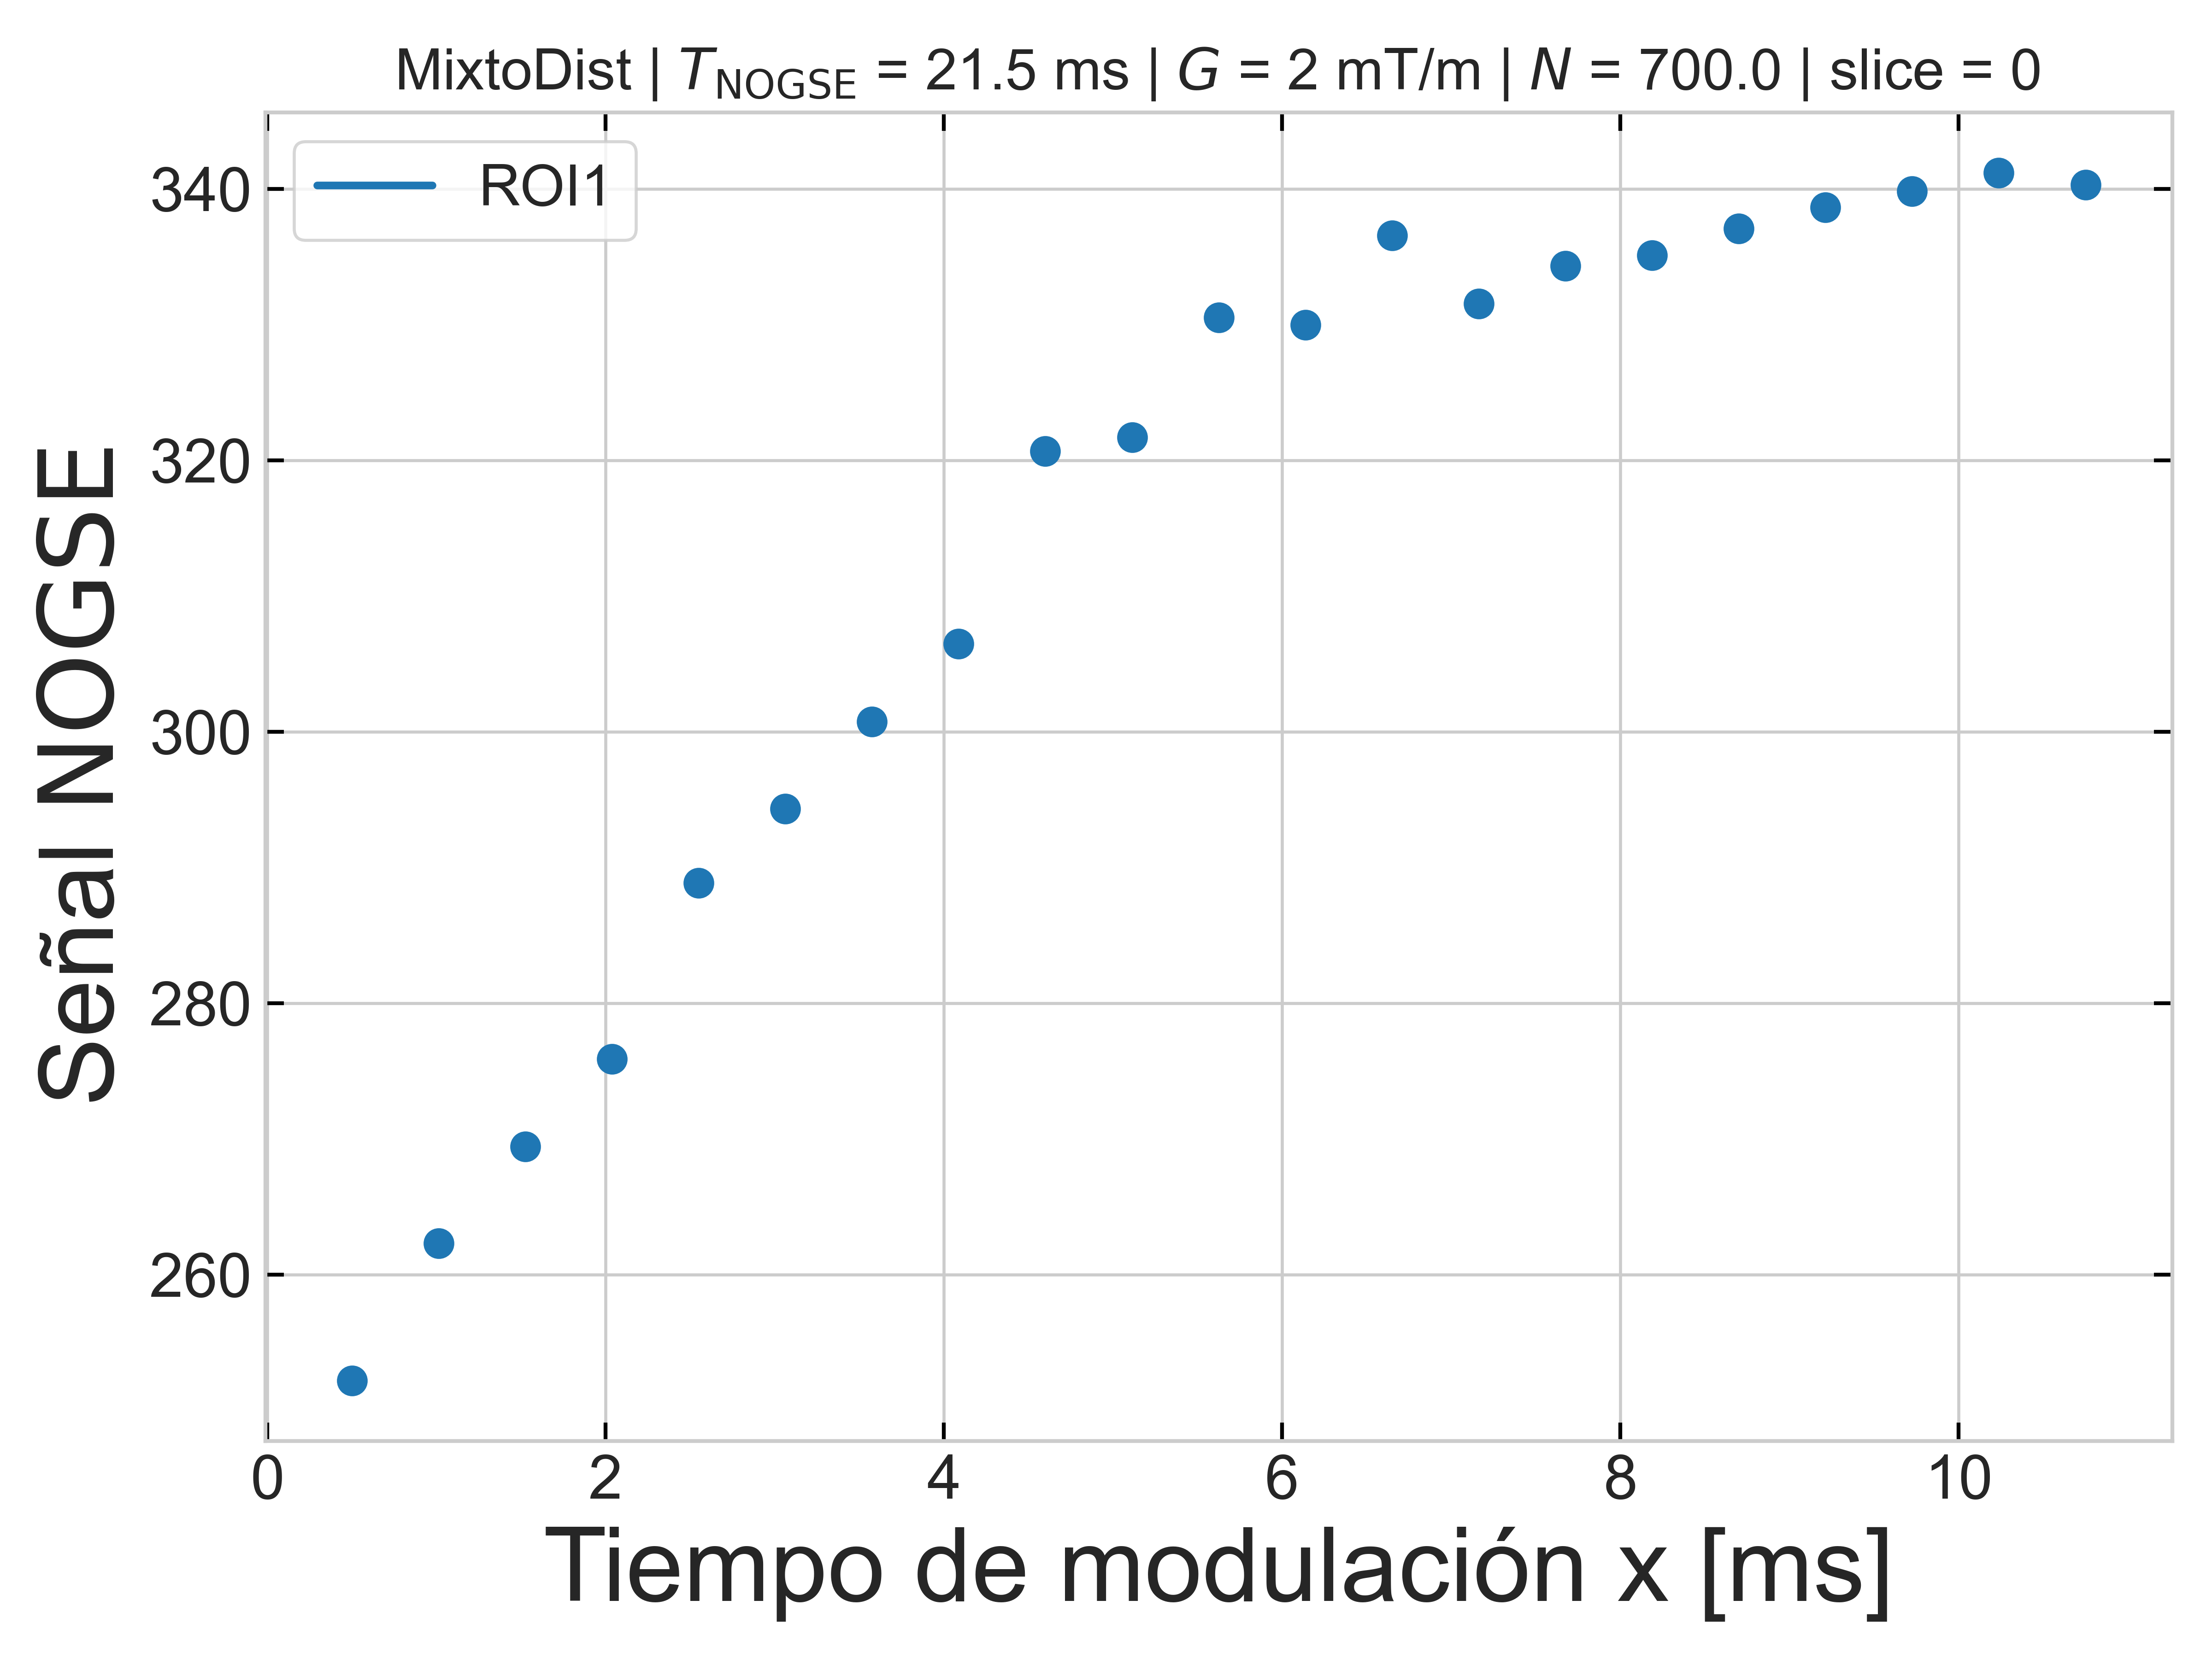 MixtoDist | T_NOGSE = 21.5 ms | G = 2 mT/m | N = 700.0 | slice = 0
ROI1
Señal NOGSE
340
320
300
280
260
0 2 4 6 8 10
Tiempo de modulación x [ms]